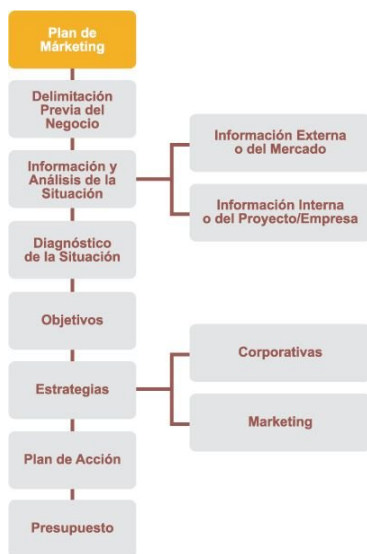 Plan de
Márketing
Delimitación
Previa del
Negocio
Información y
Análisis de la
Situación
Información Externa
o del Mercado
Información Interna
o del Proyecto/Empresa
Diagnóstico
de la Situación
Objetivos
Estrategias
Corporativas
Marketing
Plan de Acción
Presupuesto